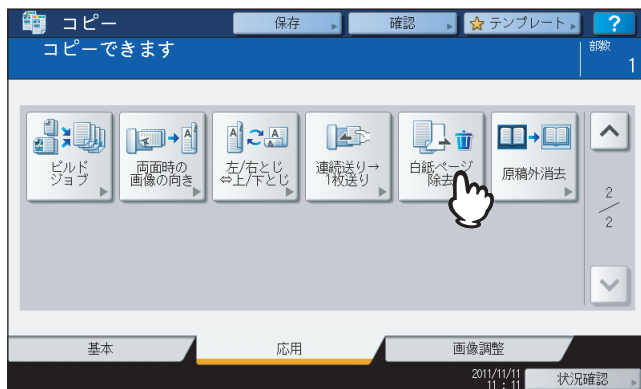 コピー
保存
確認
テンプレート
?
コピーできます
部数
1
ビルド
ジョブ
両面時の
画像の向き
左/右とじ
⇔上/下とじ
連続送り→
1枚送り
白紙ページ
除去
原稿外消去
2
2
基本
応用
画像調整
2011/11/11
11:11
状況確認